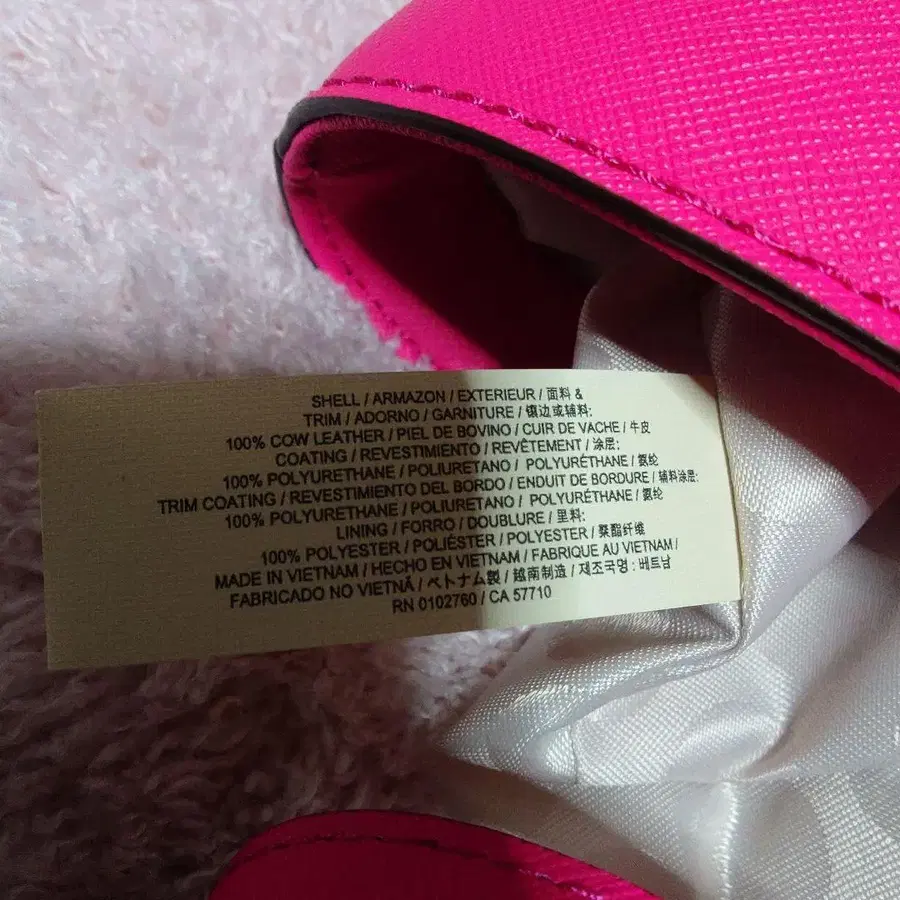 SHELL / ARMAZON / EXTERIEUR / 面料 &
TRIM / ADORNO / GARNITURE / 镶边或辅料:
100% COW LEATHER / PIEL DE BOVINO / CUIR DE VACHE / 牛皮
COATING / REVESTIMIENTO / REVÊTEMENT / 涂层:
100% POLYURETHANE / POLIURETANO / POLYURÉTHANE / 氨纶
TRIM COATING / REVESTIMIENTO DEL BORDO / ENDUIT DE BORDURE / 辅料涂层:
100% POLYURETHANE / POLIURETANO / POLYURÉTHANE / 氨纶
LINING / FORRO / DOUBLURE / 里料:
100% POLYESTER / POLIÉSTER / POLYESTER / 聚酯纤维
MADE IN VIETNAM / HECHO EN VIETNAM / FABRIQUE AU VIETNAM /
FABRICADO NO VIETNÃ / ベトナム製 / 越南制造 / 제조국명 : 베트남
RN 0102760 / CA 57710